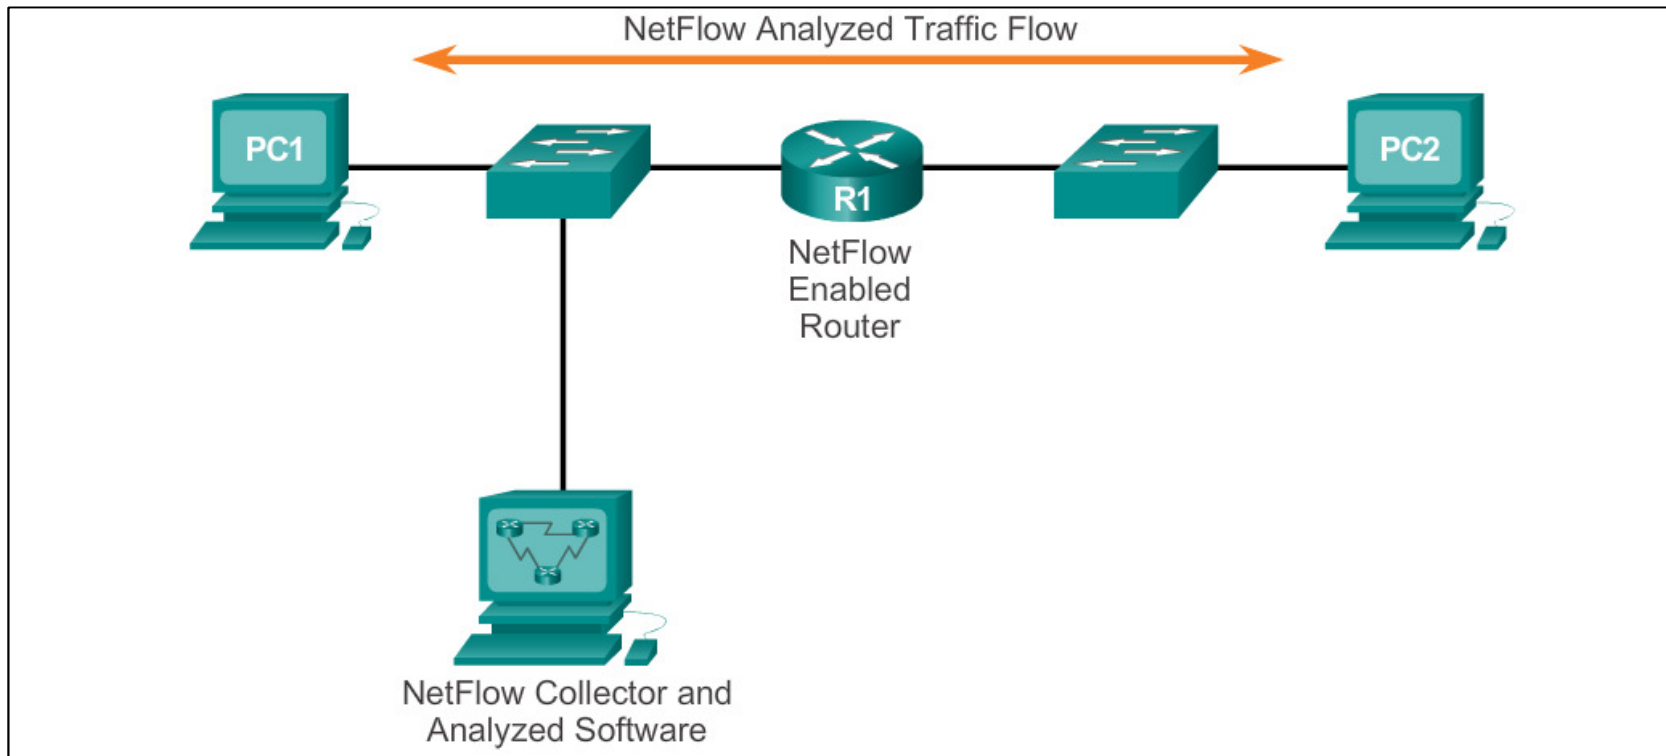 NetFlow Analyzed Traffic Flow
PC1
R1
PC2
NetFlow
Enabled
Router
NetFlow Collector and
Analyzed Software